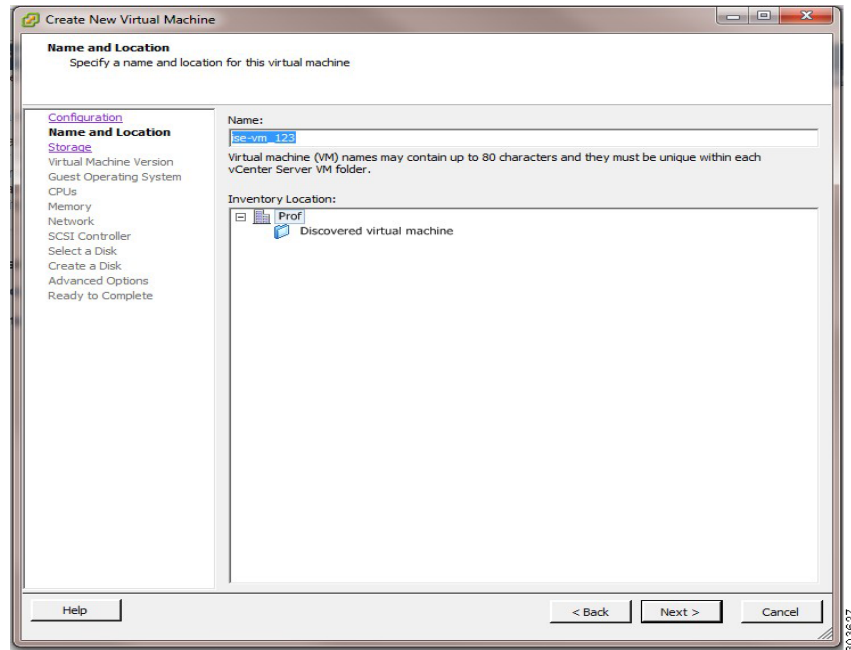 Create New Virtual Machine
Name and Location
Specify a name and location for this virtual machine
Configuration
Name and Location
Storage
Virtual Machine Version
Guest Operating System
CPUs
Memory
Network
SCSI Controller
Select a Disk
Create a Disk
Advanced Options
Ready to Complete
Name:
ise-vm_123
Virtual machine (VM) names may contain up to 80 characters and they must be unique within each
vCenter Server VM folder.
Inventory Location:
Prof
Discovered virtual machine
Help
< Back
Next >
Cancel
303627